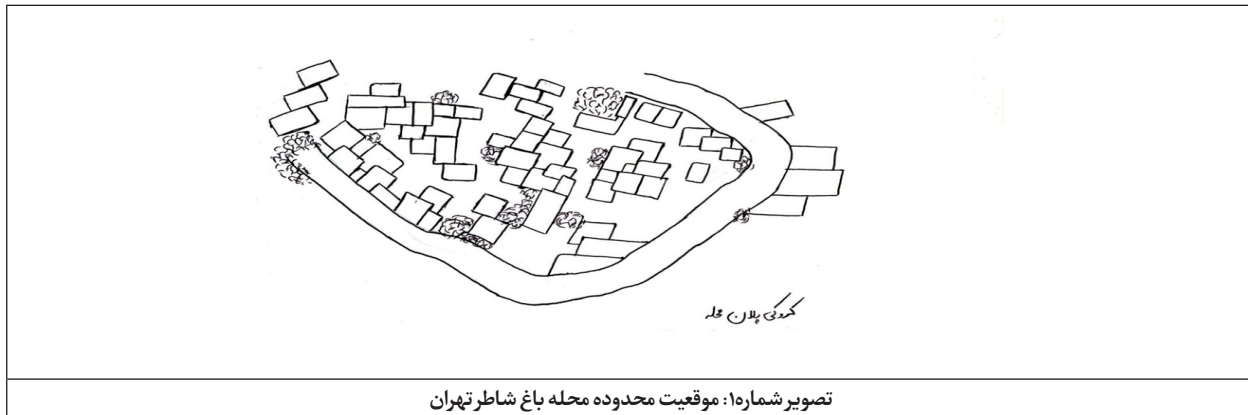 کروکی پلان محله
تصویر شماره۱: موقعیت محدوده محله باغ شاطر تهران